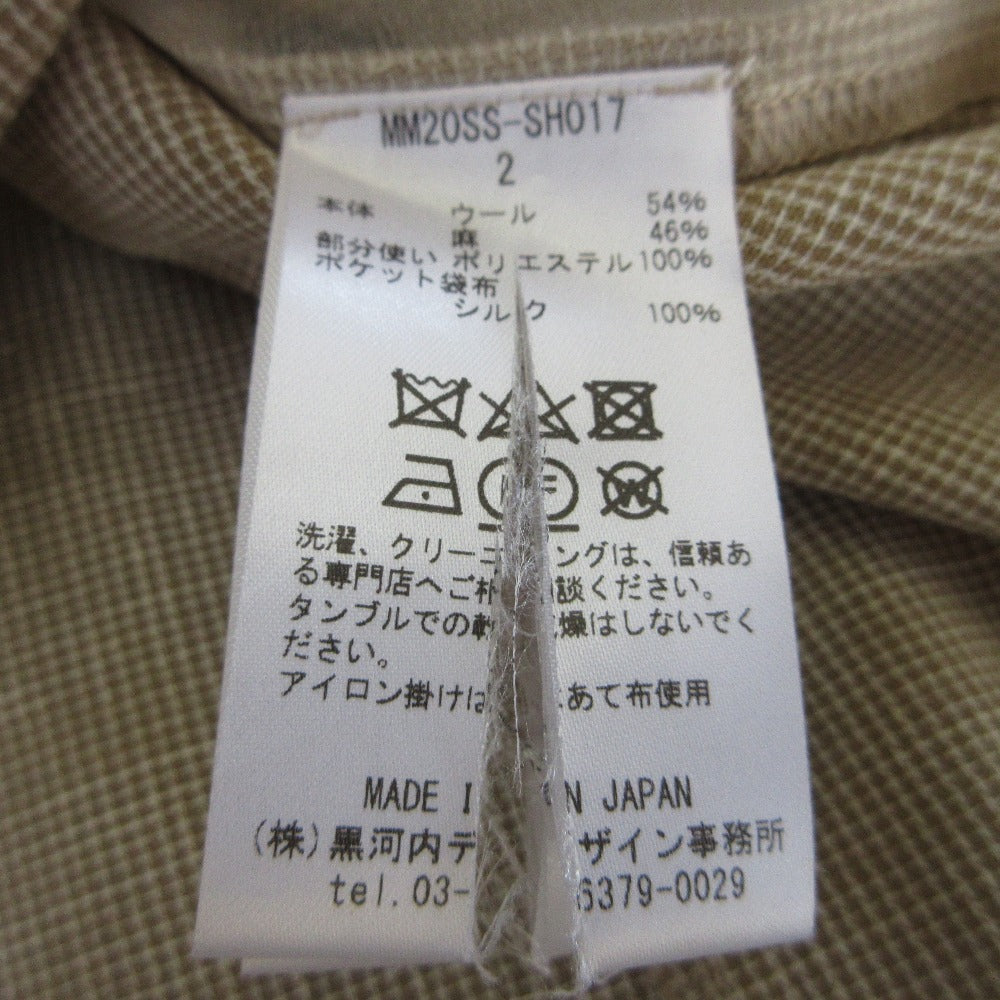 MM20SS-SH017
2
本体 ウール 54%
麻 46%
部分使い ポリエステル 100%
ポケット袋布
シルク 100%
W
洗濯、クリーニングは、信頼あ
る専門店へご相談ください。
タンブルでの 乾燥はしないでく
ださい。
アイロン掛けは あて布使用
MADE IN JAPAN
(株)黒河内デザイン事務所
tel.03-6379-0029